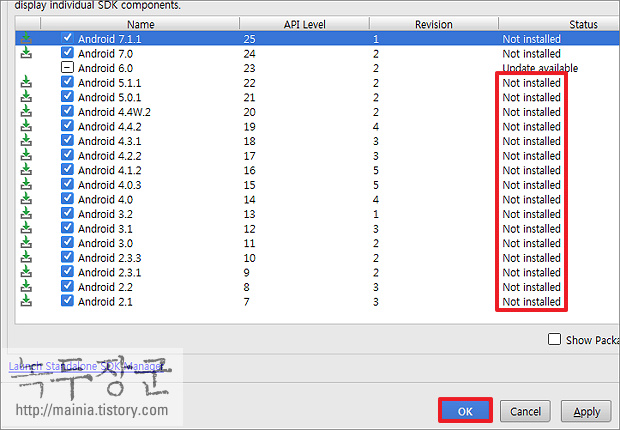 display individual SDK components.
Name API Level Revision Status
Android 7.1.1 25 1 Not installed
Android 7.0 24 2 Not installed
Android 6.0 23 2 Update available
Android 5.1.1 22 2 Not installed
Android 5.0.1 21 2 Not installed
Android 4.4W.2 20 2 Not installed
Android 4.4.2 19 4 Not installed
Android 4.3.1 18 3 Not installed
Android 4.2.2 17 3 Not installed
Android 4.1.2 16 5 Not installed
Android 4.0.3 15 5 Not installed
Android 4.0 14 4 Not installed
Android 3.2 13 1 Not installed
Android 3.1 12 3 Not installed
Android 3.0 11 2 Not installed
Android 2.3.3 10 2 Not installed
Android 2.3.1 9 2 Not installed
Android 2.2 8 3 Not installed
Android 2.1 7 3 Not installed
Show Packa
Launch Standalone SDK Manager
녹두장군
http://mainia.tistory.com
OK Cancel Apply